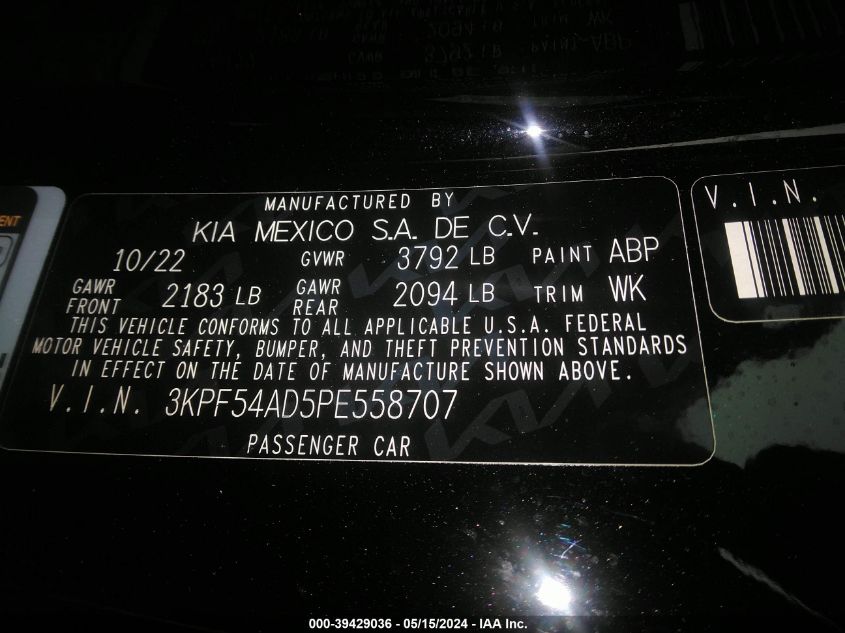 MANUFACTURED BY
KIA MEXICO S.A. DE C.V.
10/22 GVWR 3792 LB PAINT ABP
GAWR FRONT 2183 LB GAWR REAR 2094 LB TRIM WK
THIS VEHICLE CONFORMS TO ALL APPLICABLE U.S.A. FEDERAL
MOTOR VEHICLE SAFETY, BUMPER, AND THEFT PREVENTION STANDARDS
IN EFFECT ON THE DATE OF MANUFACTURE SHOWN ABOVE.
V.I.N. 3KPF54AD5PE558707
PASSENGER CAR
V.I.N.
000-39429036 - 05/15/2024 - IAA Inc.